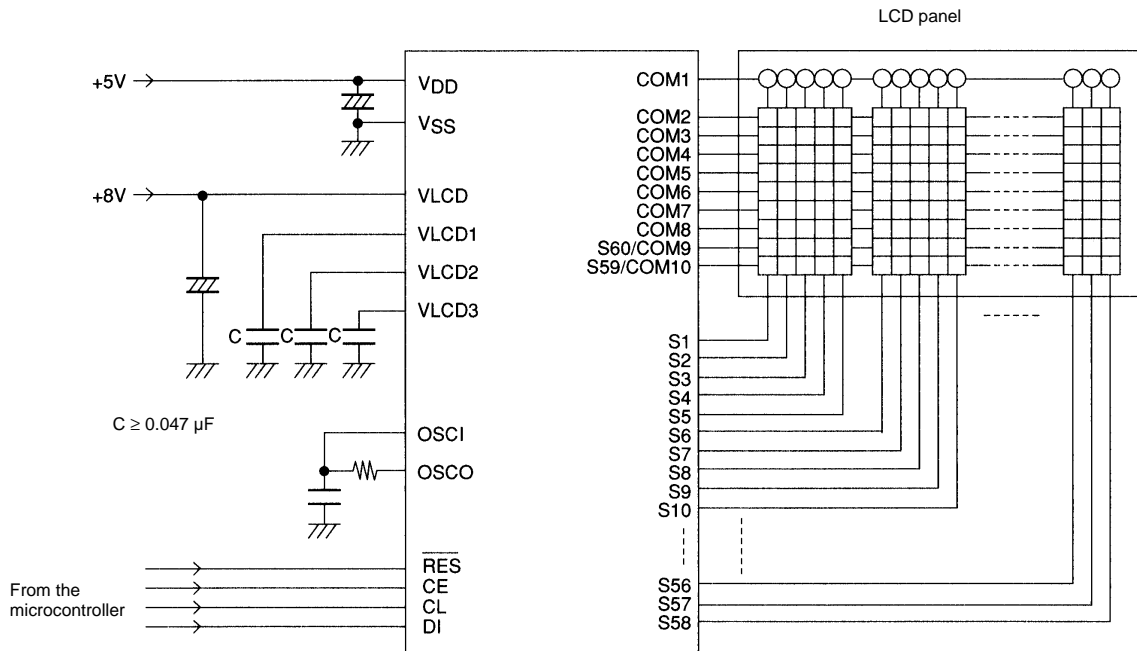 LCD panel
+5V
VDD
VSS
+8V
VLCD
VLCD1
VLCD2
VLCD3
C
C
C
C ≥ 0.047 µF
OSCI
OSCO
From the
microcontroller
RES
CE
CL
DI
COM1
COM2
COM3
COM4
COM5
COM6
COM7
COM8
S60/COM9
S59/COM10
S1
S2
S3
S4
S5
S6
S7
S8
S9
S10
S56
S57
S58